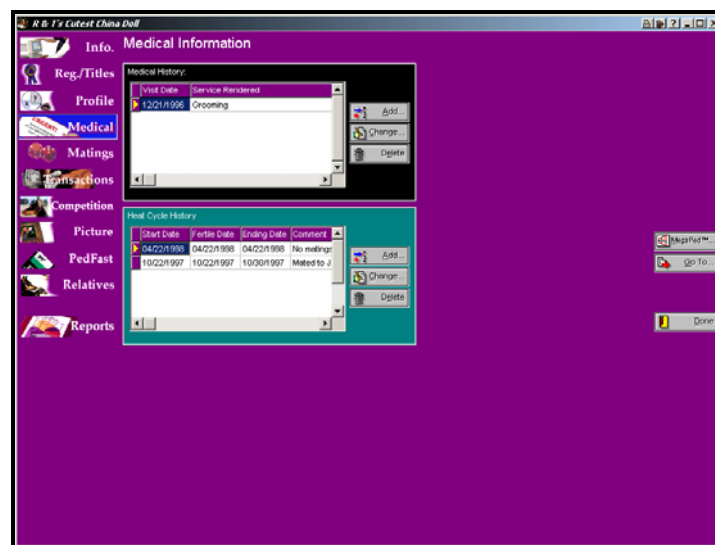 R & T's Cutest China Doll
Info.
Medical Information
Reg./Titles
Profile
URGENT!
Medical
Matings
Transactions
Competition
Picture
PedFast
Relatives
Reports
Medical History:
Visit Date Service Rendered
12/21/1996 Grooming
Add...
Change...
Delete
Heat Cycle History
Start Date Fertile Date Ending Date Comment
04/22/1998 04/22/1998 04/22/1998 No matings
10/22/1997 10/22/1997 10/30/1997 Mated to J
Add...
Change...
Delete
MegaPed™...
Go To...
Done